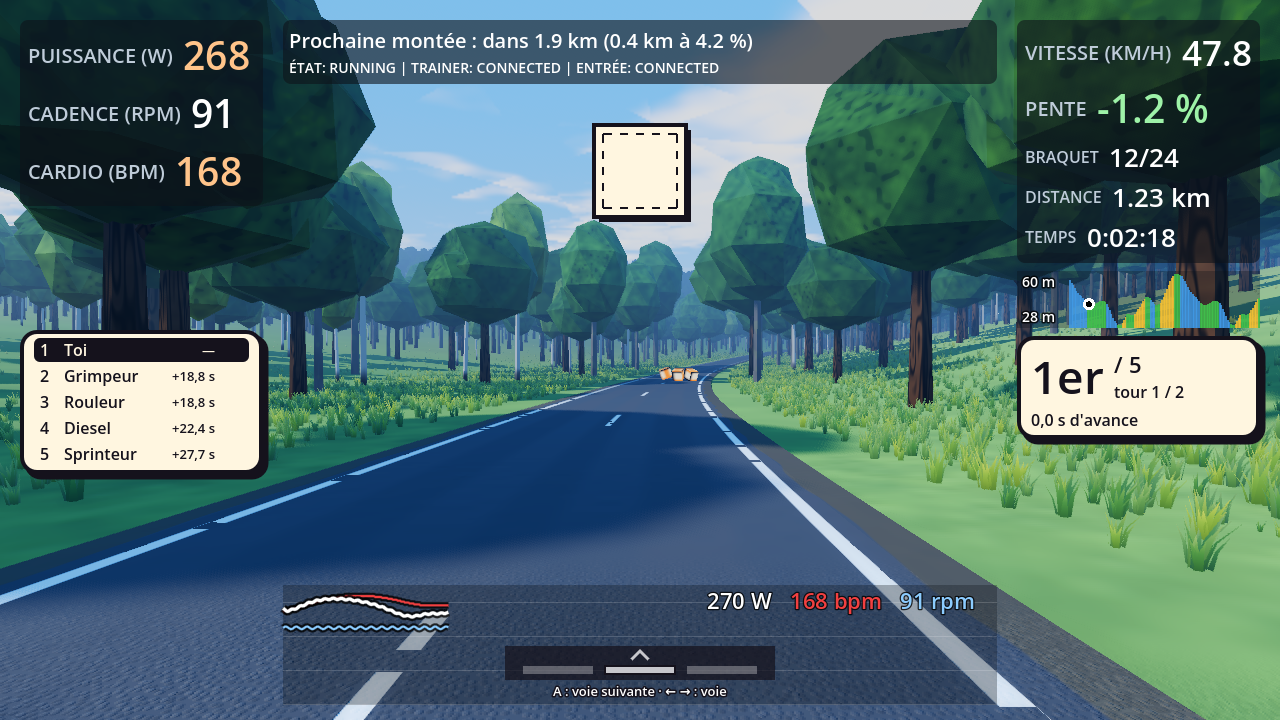 PUISSANCE (W) 268
CADENCE (RPM) 91
CARDIO (BPM) 168
Prochaine montée : dans 1.9 km (0.4 km à 4.2 %)
ÉTAT: RUNNING | TRAINER: CONNECTED | ENTRÉE: CONNECTED
VITESSE (KM/H) 47.8
PENTE -1.2 %
BRAQUET 12/24
DISTANCE 1.23 km
TEMPS 0:02:18
60 m
28 m
1 Toi —
2 Grimpeur +18,8 s
3 Rouleur +18,8 s
4 Diesel +22,4 s
5 Sprinteur +27,7 s
1er / 5
tour 1 / 2
0,0 s d'avance
270 W 168 bpm 91 rpm
A : voie suivante · ← → : voie